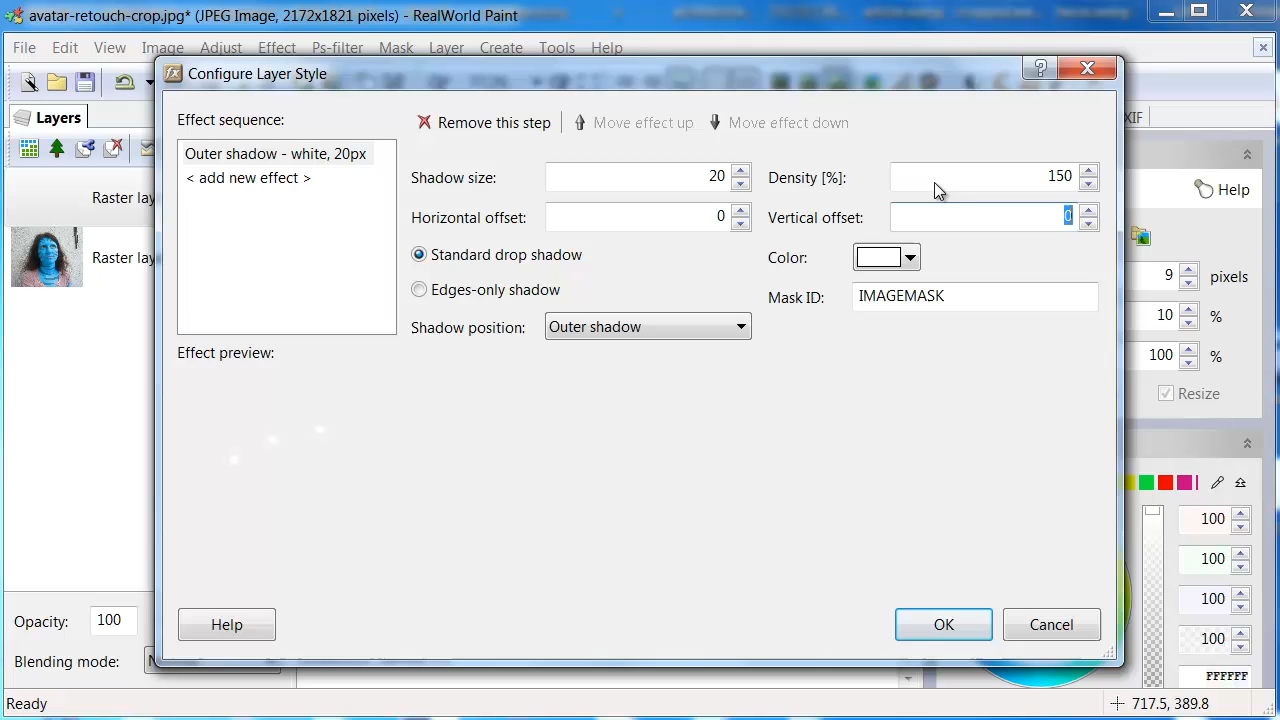 avatar-retouch-crop.jpg* (JPEG Image, 2172x1821 pixels) - RealWorld Paint
File Edit View Image Adjust Effect Ps-filter Mask Layer Create Tools Help
Configure Layer Style
Layers
XIF
Effect sequence:
Remove this step Move effect up Move effect down
Outer shadow - white, 20px
< add new effect >
Shadow size: 20 Density [%]: 150
Help
Raster lay
Horizontal offset: 0 Vertical offset: 0
Standard drop shadow Color:
Raster lay
Edges-only shadow Mask ID: IMAGEMASK
9 pixels
10 %
Shadow position: Outer shadow
Effect preview:
100 %
Resize
100
100
100
100
FFFFFF
Opacity: 100
Help OK Cancel
Blending mode:
Ready 717.5, 389.8